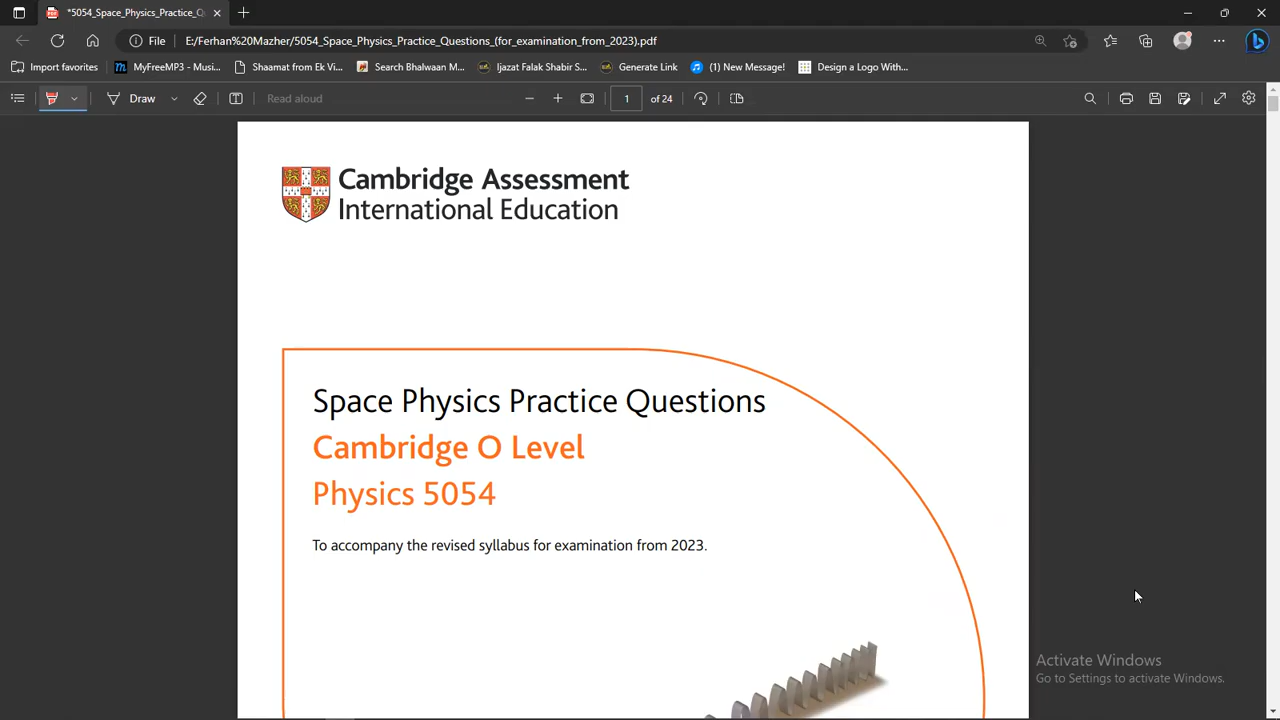 *5054_Space_Physics_Practice_Q
File E:/Ferhan%20Mazher/5054_Space_Physics_Practice_Questions_(for_examination_from_2023).pdf
Import favorites MyFreeMP3 - Musi... Shaamat from Ek Vi... Search Bhalwaan M... Ijazat Falak Shabir S... Generate Link (1) New Message! Design a Logo With...
Draw Read aloud 1 of 24
Cambridge Assessment
International Education
Space Physics Practice Questions
Cambridge O Level
Physics 5054
To accompany the revised syllabus for examination from 2023.
Activate Windows
Go to Settings to activate Windows.